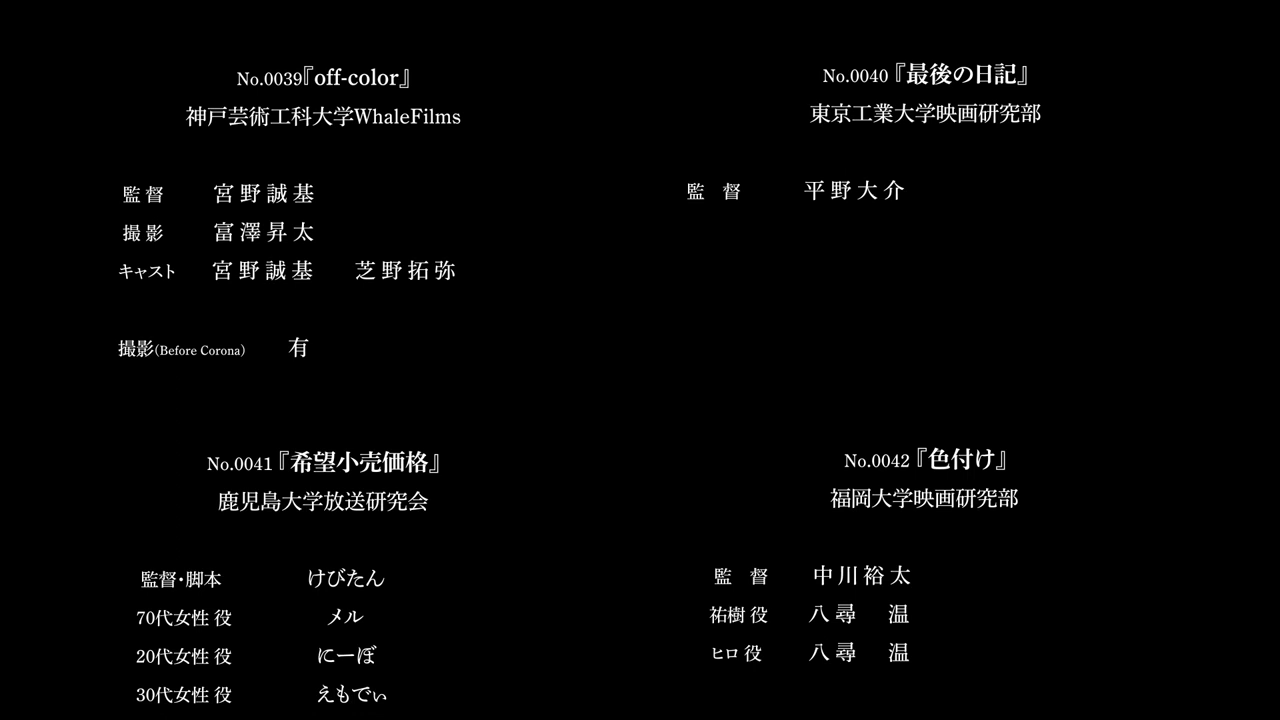 No.0039『off-color』
神戸芸術工科大学WhaleFilms
監督 宮野誠基
撮影 富澤昇太
キャスト 宮野誠基 芝野拓弥
撮影(Before Corona) 有
No.0040『最後の日記』
東京工業大学映画研究部
監 督 平野大介
No.0041『希望小売価格』
鹿児島大学放送研究会
監督・脚本 けびたん
70代女性 役 メル
20代女性 役 にーぼ
30代女性 役 えもでぃ
No.0042『色付け』
福岡大学映画研究部
監 督 中川裕太
祐樹 役 八尋 温
ヒロ 役 八尋 温